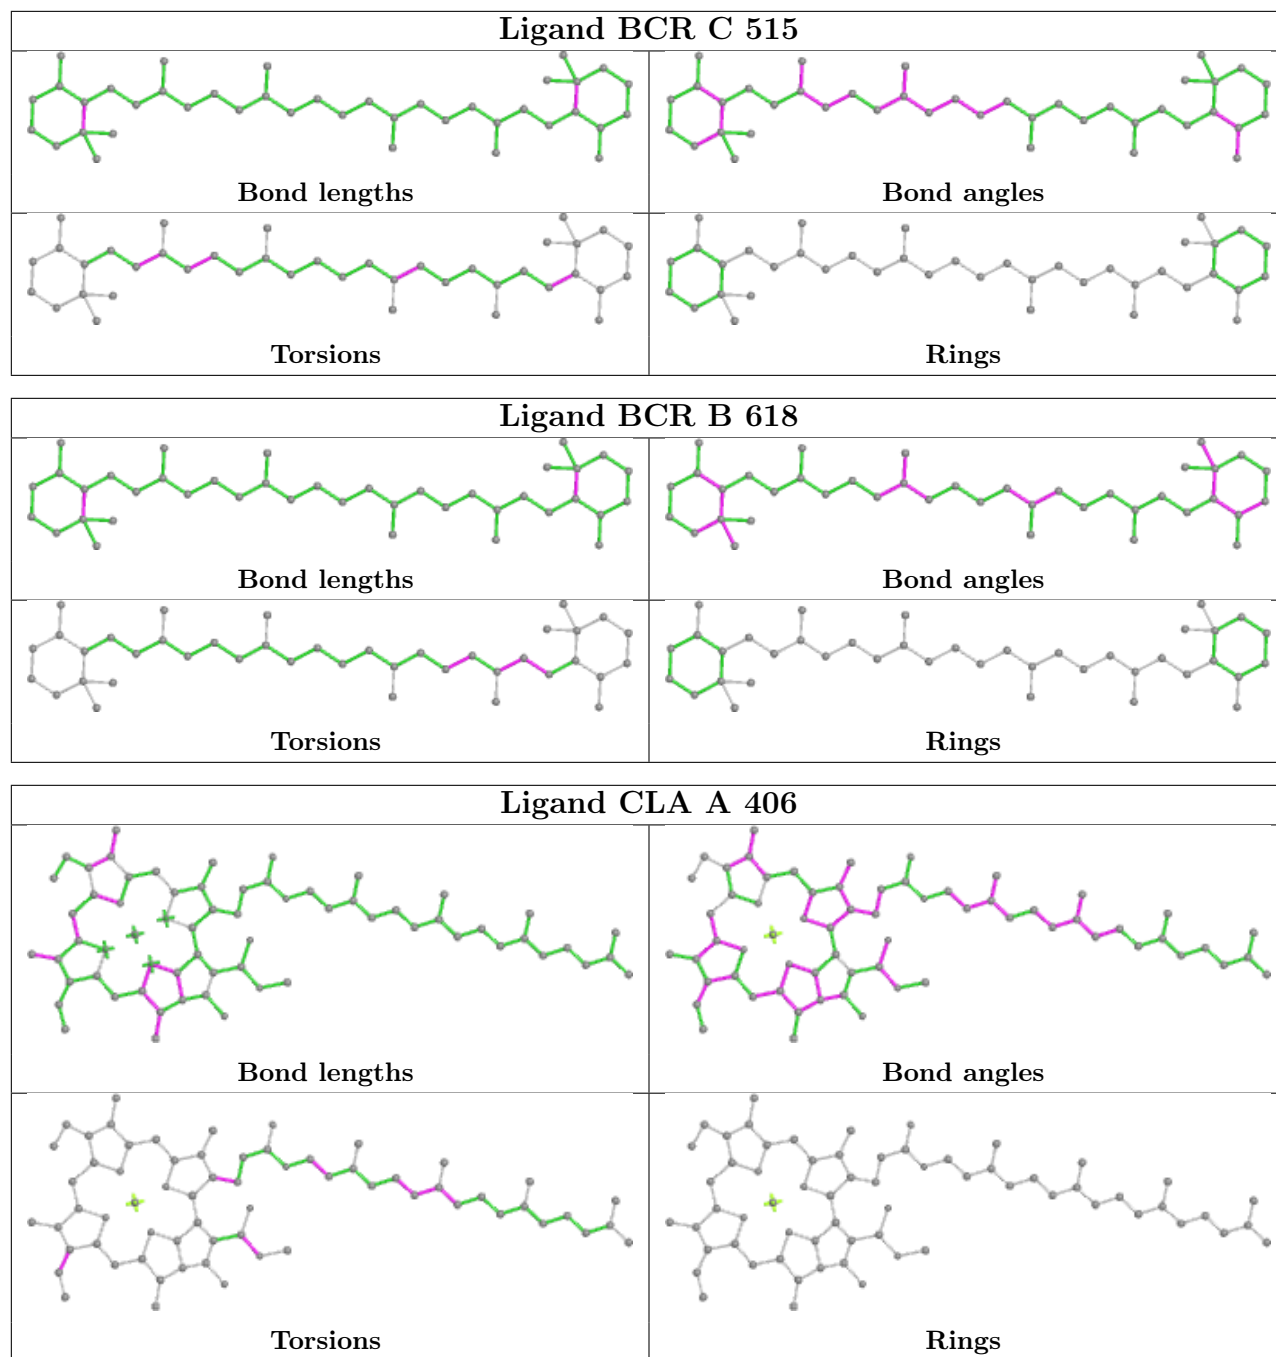 Ligand BCR C 515
Bond lengths
Bond angles
Torsions
Rings
Ligand BCR B 618
Bond lengths
Bond angles
Torsions
Rings
Ligand CLA A 406
Bond lengths
Bond angles
Torsions
Rings